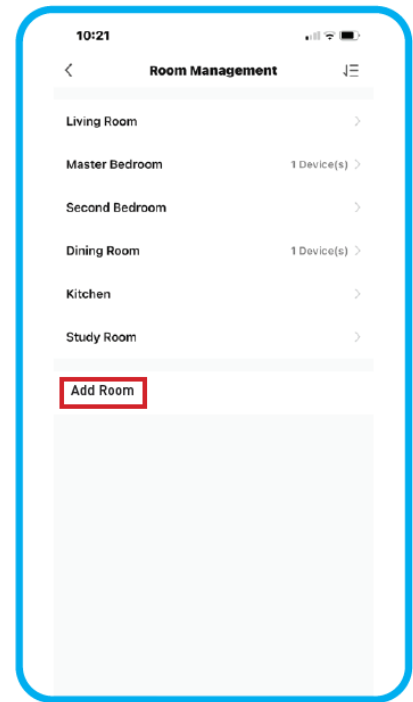 10:21
Room Management
Living Room
Master Bedroom 1 Device(s)
Second Bedroom
Dining Room 1 Device(s)
Kitchen
Study Room
Add Room